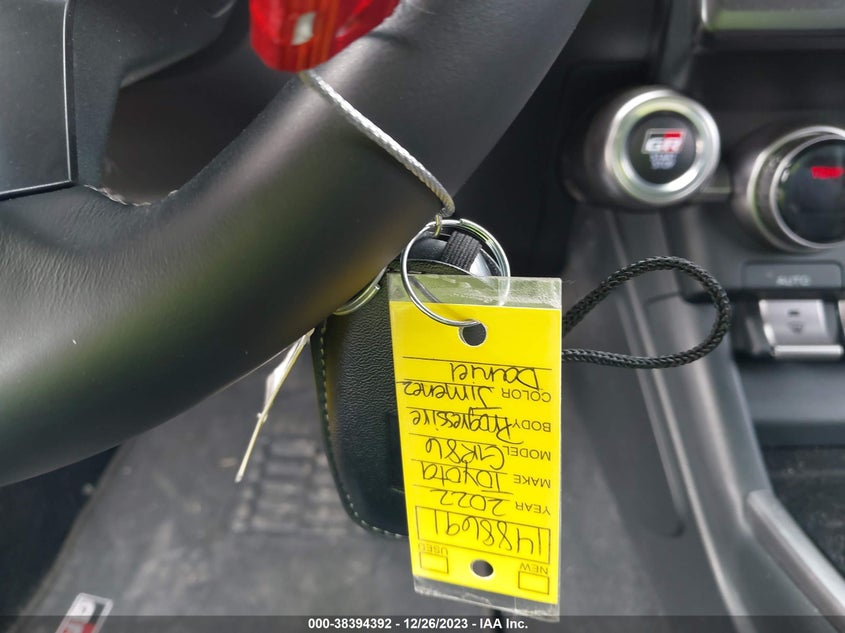 GR
AUTO
NEW
USED
1488691
YEAR 2022
MAKE TOYOTA
MODEL GR86
BODY Progressive
COLOR Jimenez
Daniel
000-38394392 - 12/26/2023 - IAA Inc.